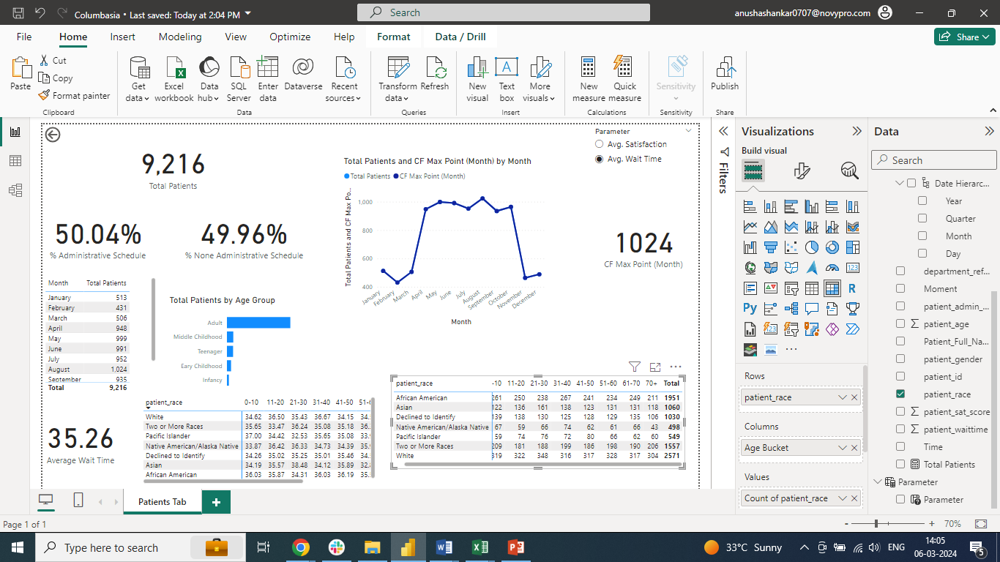 Columbasia • Last saved: Today at 2:04 PM
Search
anushashankar0707@novypro.com
File Home Insert Modeling View Optimize Help Format Data / Drill
Share
Paste
Cut
Copy
Format painter
Clipboard
Get data
Excel workbook
Data hub
SQL Server
Enter data
Dataverse
Recent sources
Data
Transform data
Refresh
Queries
New visual
Text box
More visuals
Insert
New measure
Quick measure
Calculations
Sensitivity
Sensitivity
Publish
Share
9,216
Total Patients
50.04%
% Administrative Schedule
49.96%
% None Administrative Schedule
Total Patients and CF Max Point (Month) by Month
Total Patients CF Max Point (Month)
Total Patients and CF Max Po...
1,000
800
600
400
January February March April May June July August September October November December
Month
Parameter
Avg. Satisfaction
Avg. Wait Time
1024
CF Max Point (Month)
Month Total Patients
January 513
February 431
March 506
April 948
May 999
June 991
July 952
August 1,024
September 935
Total 9,216
Total Patients by Age Group
Adult
Middle Childhood
Teenager
Eary Childhood
Infancy
35.26
Average Wait Time
patient_race 0-10 11-20 21-30 31-40 41-50
White 34.62 36.50 35.43 36.67 34.15
Two or More Races 35.65 33.47 36.24 35.08 35.18
Pacific Islander 37.00 34.42 32.53 35.65 35.08
Native American/Alaska Native 33.87 36.42 36.33 34.73 34.39
Declined to Identify 34.26 35.02 35.25 35.01 35.46
Asian 34.19 35.57 38.48 34.12 35.89
African American 36.03 35.87 34.31 36.03 36.19
patient_race -10 11-20 21-30 31-40 41-50 51-60 61-70 70+ Total
African American 261 250 238 267 241 234 249 211 1951
Asian 122 136 161 138 123 131 131 118 1060
Declined to Identify 139 138 130 125 128 129 135 106 1030
Native American/Alaska Native 67 59 66 74 62 61 66 43 498
Pacific Islander 59 74 76 72 80 66 62 60 549
Two or More Races 209 181 188 199 186 198 190 206 1557
White 319 322 348 316 317 328 317 304 2571
Filters
Visualizations
Build visual
Rows
patient_race
Columns
Age Bucket
Values
Count of patient_race
Data
Search
Date Hierarc...
Year
Quarter
Month
Day
department_ref...
Moment
patient_admin_...
patient_age
Patient_Full_Na...
patient_gender
patient_id
patient_race
patient_sat_score
patient_waittime
Time
Total Patients
Parameter
Parameter
Patients Tab
Page 1 of 1
70%
Type here to search
33°C Sunny
ENG
14:05
06-03-2024
5